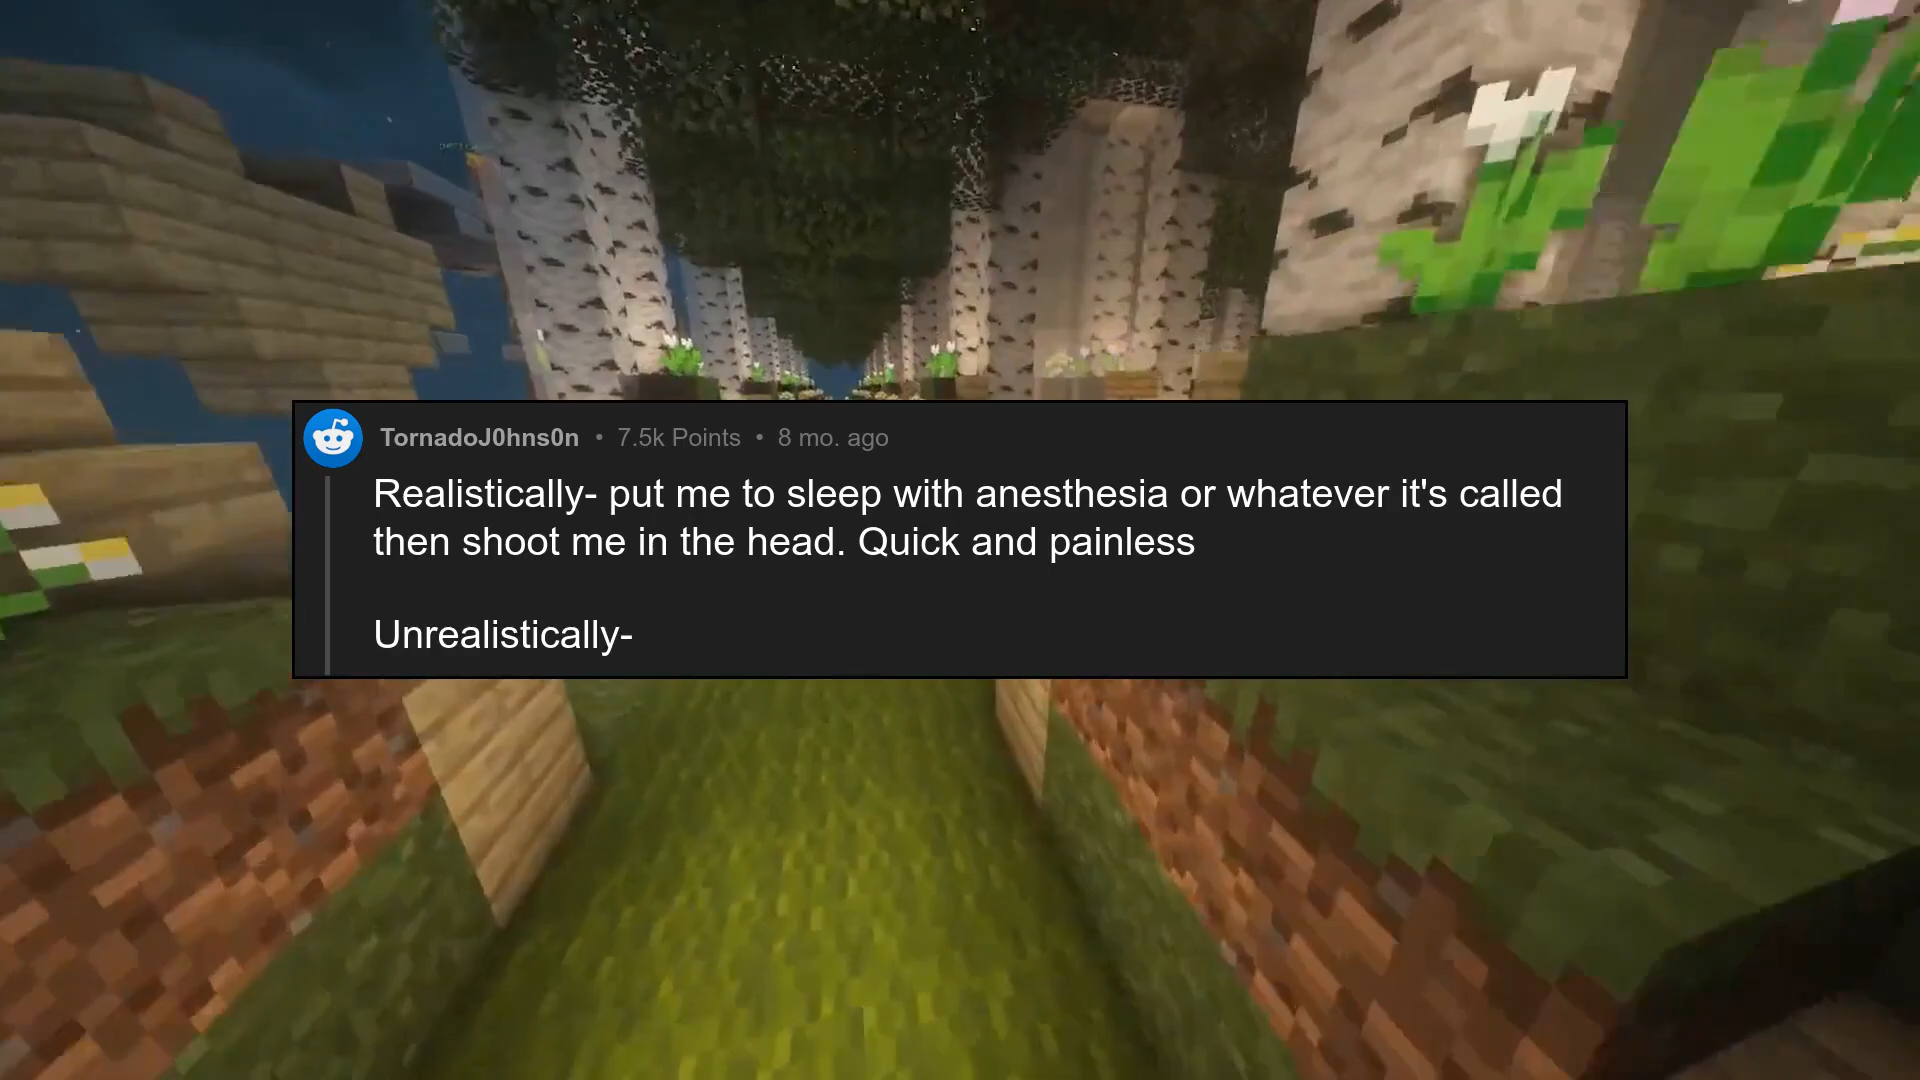 TornadoJ0hns0n • 7.5k Points • 8 mo. ago
Realistically- put me to sleep with anesthesia or whatever it's called
then shoot me in the head. Quick and painless
Unrealistically-